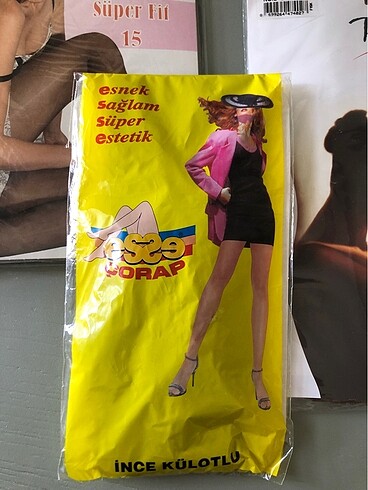 Süper Fit
15
esnek
sağlam
süper
estetik
esse
ÇORAP
İNCE KÜLOTLU